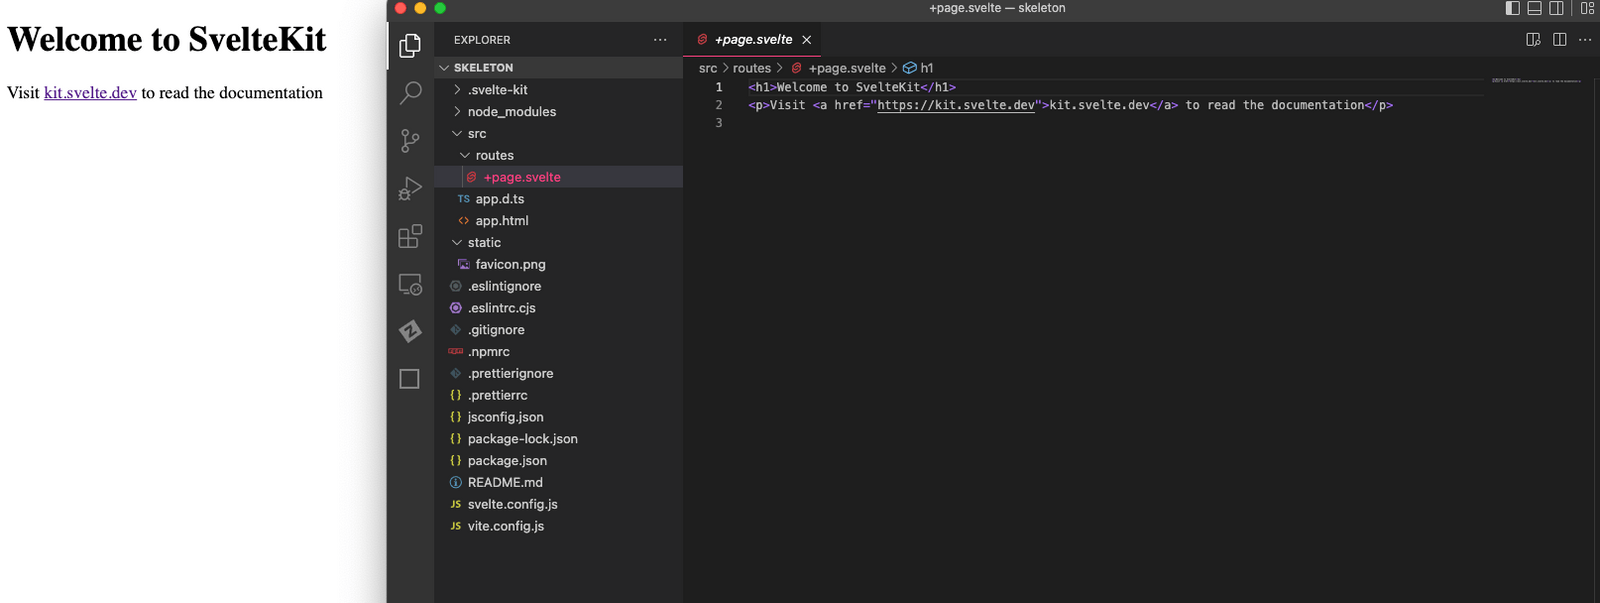 Welcome to SvelteKit
Visit kit.svelte.dev to read the documentation
+page.svelte — skeleton
EXPLORER
SKELETON
.svelte-kit
node_modules
src
routes
+page.svelte
TS app.d.ts
<> app.html
static
favicon.png
.eslintignore
.eslintrc.cjs
.gitignore
.npmrc
.prettierignore
{} .prettierrc
{} jsconfig.json
{} package-lock.json
{} package.json
README.md
JS svelte.config.js
JS vite.config.js
+page.svelte
src > routes > +page.svelte > h1
1 <h1>Welcome to SvelteKit</h1>
2 <p>Visit <a href="https://kit.svelte.dev">kit.svelte.dev</a> to read the documentation</p>
3